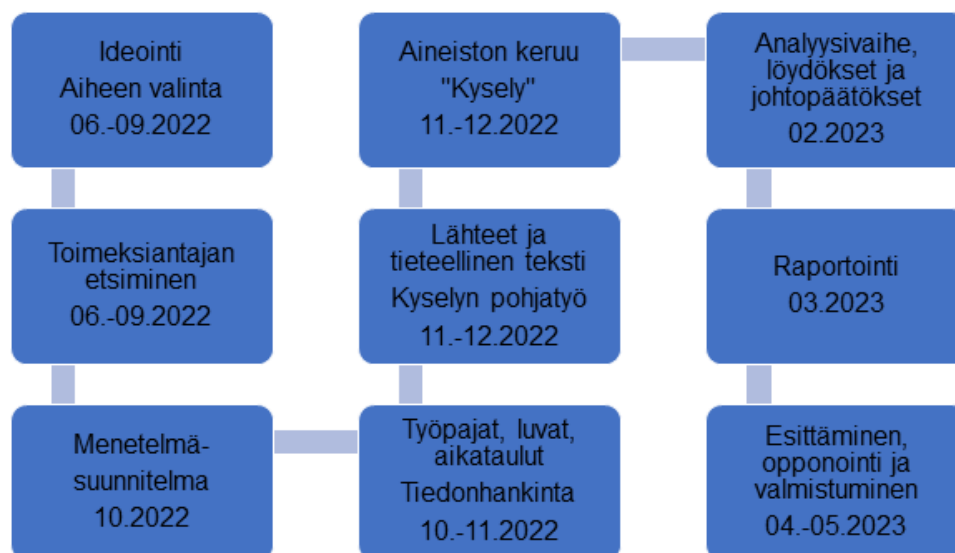 Ideointi
Aiheen valinta
06.-09.2022
Toimeksiantajan
etsiminen
06.-09.2022
Menetelmä-
suunnitelma
10.2022
Työpajat, luvat,
aikataulut
Tiedonhankinta
10.-11.2022
Lähteet ja
tieteellinen teksti
Kyselyn pohjatyö
11.-12.2022
Aineiston keruu
"Kysely"
11.-12.2022
Analyysivaihe,
löydökset ja
johtopäätökset
02.2023
Raportointi
03.2023
Esittäminen,
opponointi ja
valmistuminen
04.-05.2023